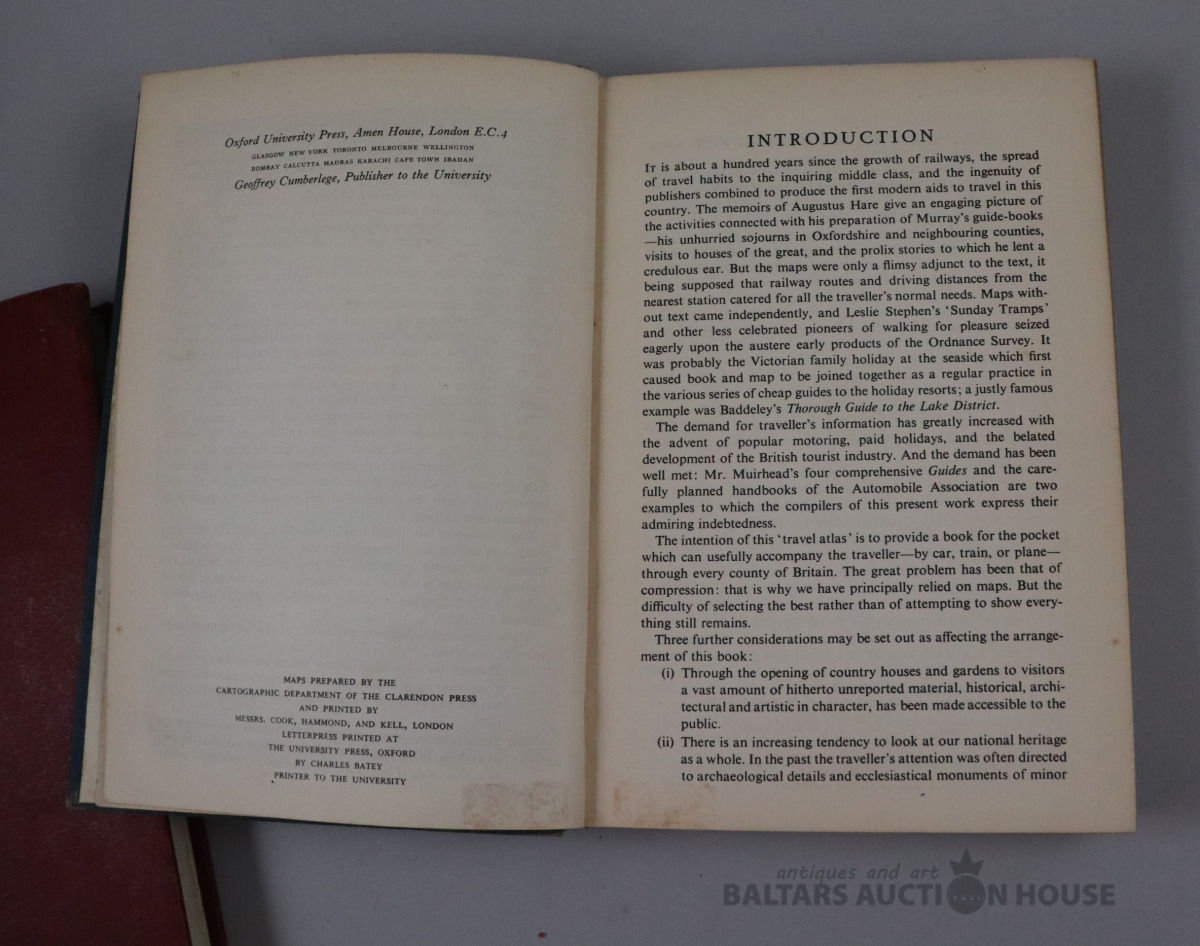 Oxford University Press, Amen House, London E.C.4
GLASGOW NEW YORK TORONTO MELBOURNE WELLINGTON
BOMBAY CALCUTTA MADRAS KARACHI CAPE TOWN IBADAN
Geoffrey Cumberlege, Publisher to the University
MAPS PREPARED BY THE
CARTOGRAPHIC DEPARTMENT OF THE CLARENDON PRESS
AND PRINTED BY
MESSRS. COOK, HAMMOND, AND KELL, LONDON
LETTERPRESS PRINTED AT
THE UNIVERSITY PRESS, OXFORD
BY CHARLES BATEY
PRINTER TO THE UNIVERSITY
INTRODUCTION
IT is about a hundred years since the growth of railways, the spread
of travel habits to the inquiring middle class, and the ingenuity of
publishers combined to produce the first modern aids to travel in this
country. The memoirs of Augustus Hare give an engaging picture of
the activities connected with his preparation of Murray's guide-books
—his unhurried sojourns in Oxfordshire and neighbouring counties,
visits to houses of the great, and the prolix stories to which he lent a
credulous ear. But the maps were only a flimsy adjunct to the text, it
being supposed that railway routes and driving distances from the
nearest station catered for all the traveller's normal needs. Maps with-
out text came independently, and Leslie Stephen's 'Sunday Tramps'
and other less celebrated pioneers of walking for pleasure seized
eagerly upon the austere early products of the Ordnance Survey. It
was probably the Victorian family holiday at the seaside which first
caused book and map to be joined together as a regular practice in
the various series of cheap guides to the holiday resorts; a justly famous
example was Baddeley's Thorough Guide to the Lake District.
The demand for traveller's information has greatly increased with
the advent of popular motoring, paid holidays, and the belated
development of the British tourist industry. And the demand has been
well met: Mr. Muirhead's four comprehensive Guides and the care-
fully planned handbooks of the Automobile Association are two
examples to which the compilers of this present work express their
admiring indebtedness.
The intention of this 'travel atlas' is to provide a book for the pocket
which can usefully accompany the traveller—by car, train, or plane—
through every county of Britain. The great problem has been that of
compression: that is why we have principally relied on maps. But the
difficulty of selecting the best rather than of attempting to show every-
thing still remains.
Three further considerations may be set out as affecting the arrange-
ment of this book:
(i) Through the opening of country houses and gardens to visitors
a vast amount of hitherto unreported material, historical, archi-
tectural and artistic in character, has been made accessible to the
public.
(ii) There is an increasing tendency to look at our national heritage
as a whole. In the past the traveller's attention was often directed
to archaeological details and ecclesiastical monuments of minor
antiques and art
BALTARS AUCTION HOUSE